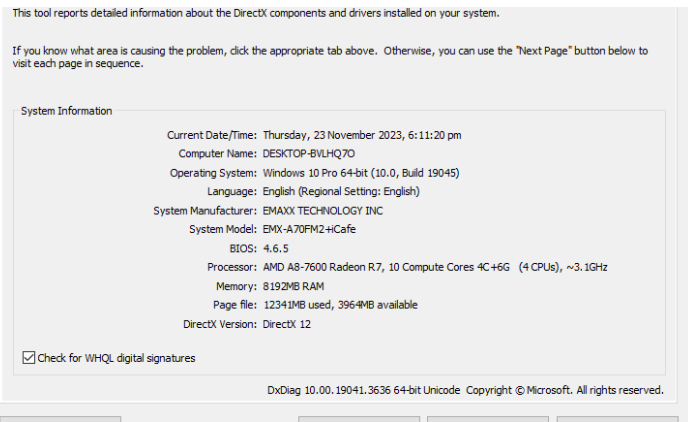 This tool reports detailed information about the DirectX components and drivers installed on your system.
If you know what area is causing the problem, click the appropriate tab above. Otherwise, you can use the "Next Page" button below to
visit each page in sequence.
System Information
Current Date/Time: Thursday, 23 November 2023, 6:11:20 pm
Computer Name: DESKTOP-BVLHQ7O
Operating System: Windows 10 Pro 64-bit (10.0, Build 19045)
Language: English (Regional Setting: English)
System Manufacturer: EMAXX TECHNOLOGY INC
System Model: EMX-A70FM2+iCafe
BIOS: 4.6.5
Processor: AMD A8-7600 Radeon R7, 10 Compute Cores 4C+6G (4 CPUs), ~3.1GHz
Memory: 8192MB RAM
Page file: 12341MB used, 3964MB available
DirectX Version: DirectX 12
Check for WHQL digital signatures
DxDiag 10.00.19041.3636 64-bit Unicode Copyright © Microsoft. All rights reserved.